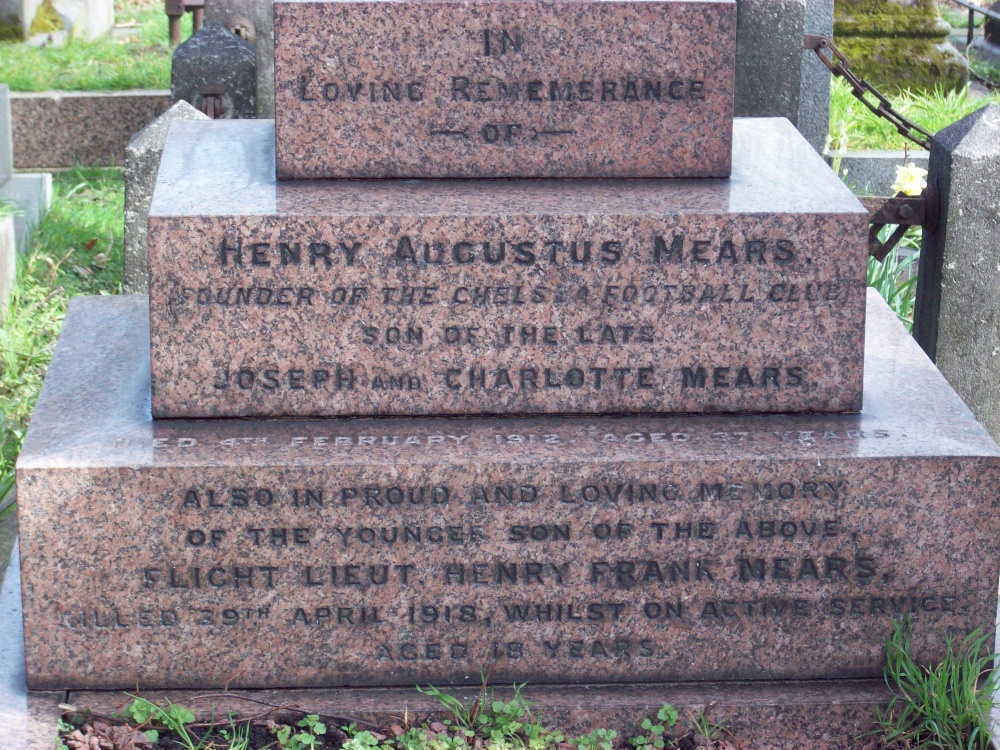 IN
LOVING REMEMBRANCE
OF
HENRY AUGUSTUS MEARS.
FOUNDER OF THE CHELSEA FOOTBALL CLUB
SON OF THE LATE
JOSEPH AND CHARLOTTE MEARS,
DIED 4TH FEBRUARY 1912, AGED 37 YEARS.
ALSO IN PROUD AND LOVING MEMORY
OF THE YOUNGER SON OF THE ABOVE,
FLIGHT LIEUT HENRY FRANK MEARS.
KILLED 29TH APRIL 1918, WHILST ON ACTIVE SERVICE.
AGED 18 YEARS.